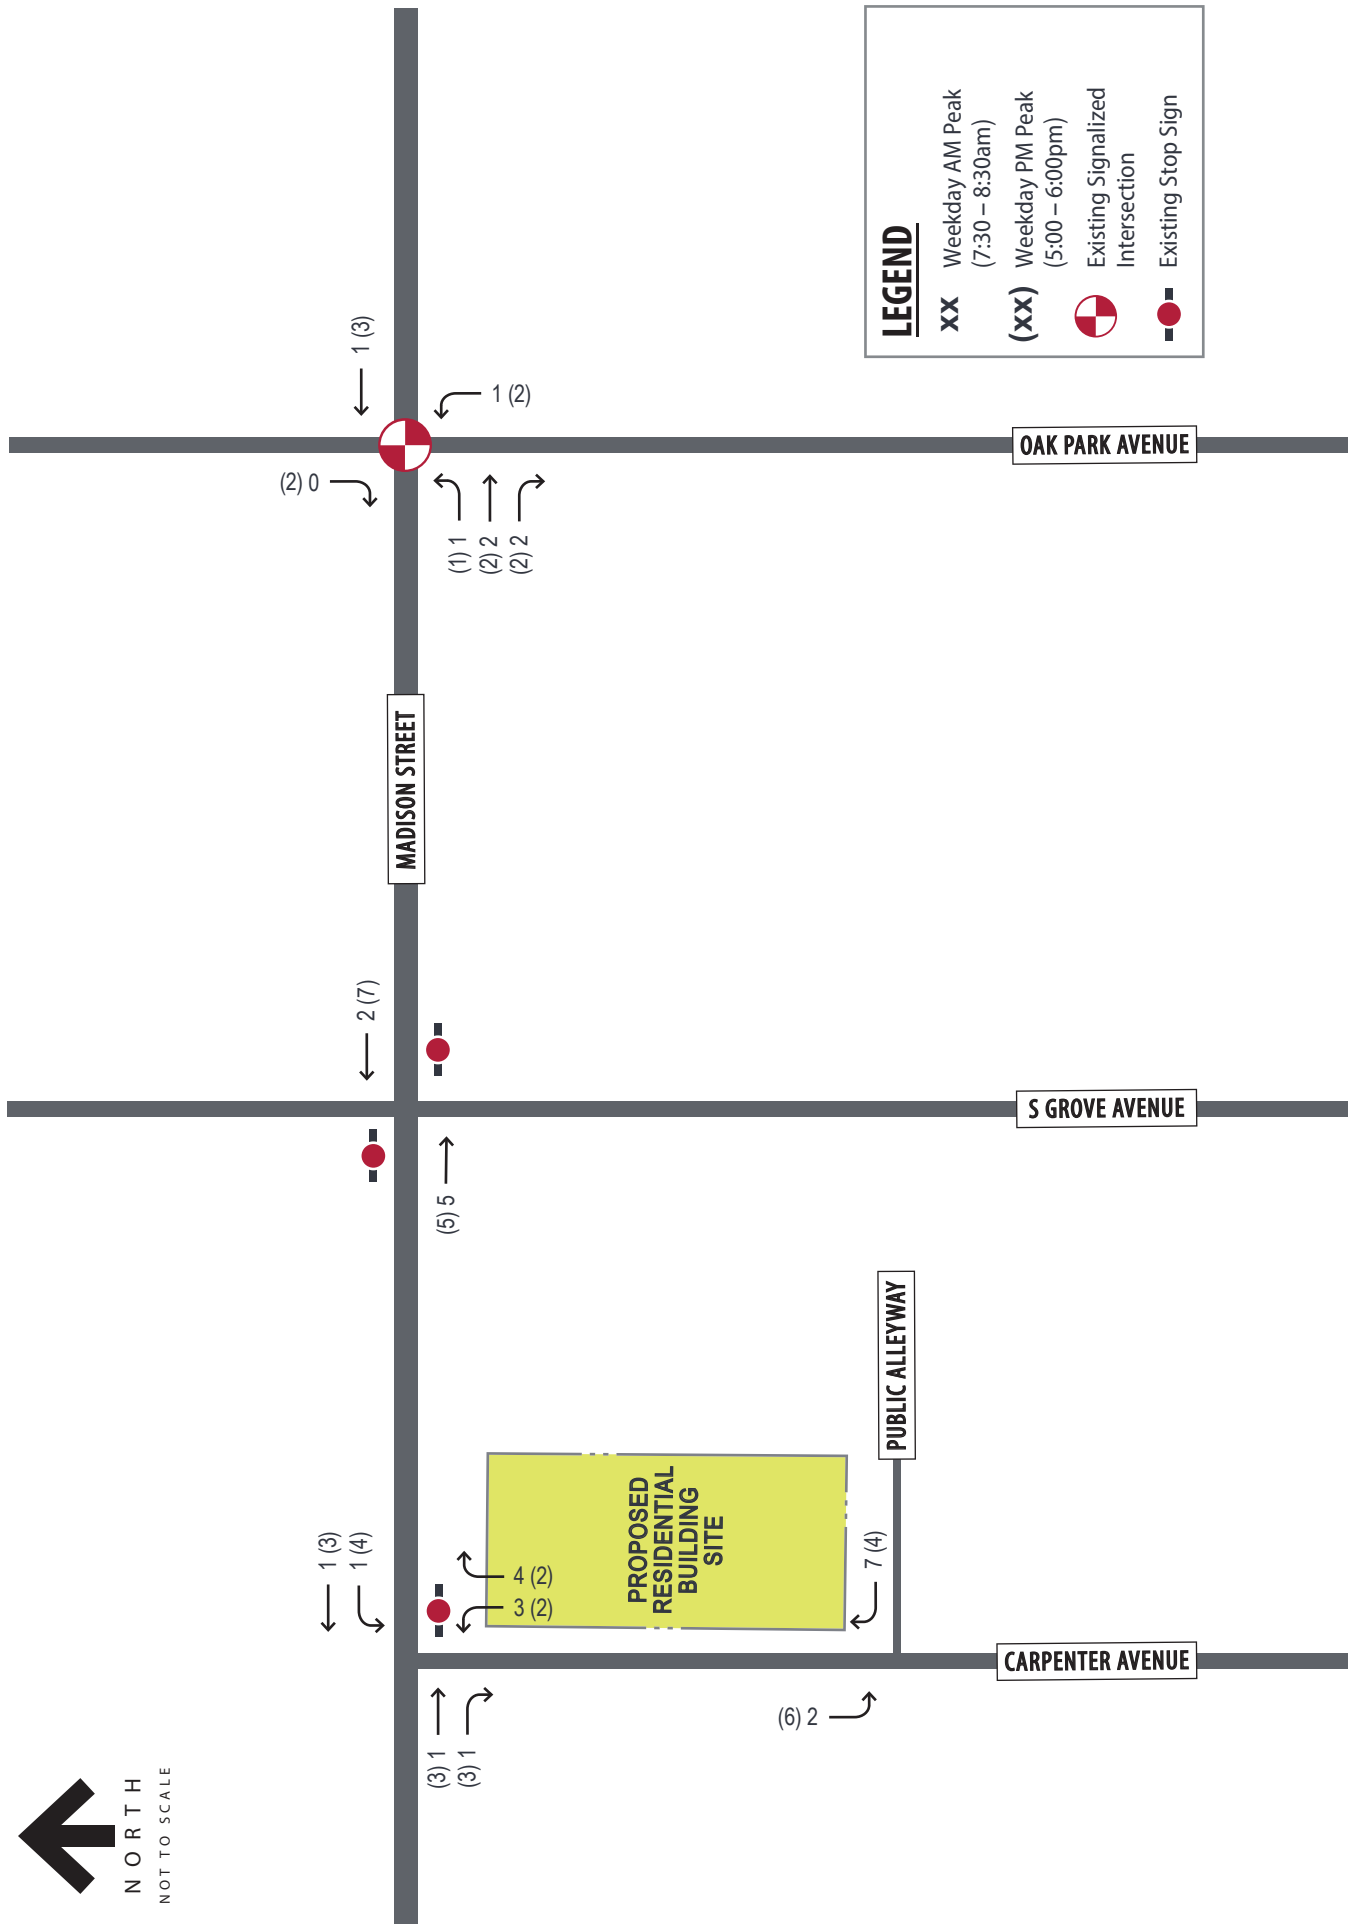 LEGEND
XX Weekday AM Peak
(7:30 – 8:30am)
(XX) Weekday PM Peak
(5:00 – 6:00pm)
Existing Signalized
Intersection
Existing Stop Sign
1 (3)
1 (2)
(2) 0
(1) 1
(2) 2
(2) 2
OAK PARK AVENUE
MADISON STREET
2 (7)
(5) 5
S GROVE AVENUE
PUBLIC ALLEYWAY
PROPOSED
RESIDENTIAL
BUILDING
SITE
1 (3)
1 (4)
4 (2)
3 (2)
7 (4)
CARPENTER AVENUE
(3) 1
(3) 1
(6) 2
NORTH
NOT TO SCALE